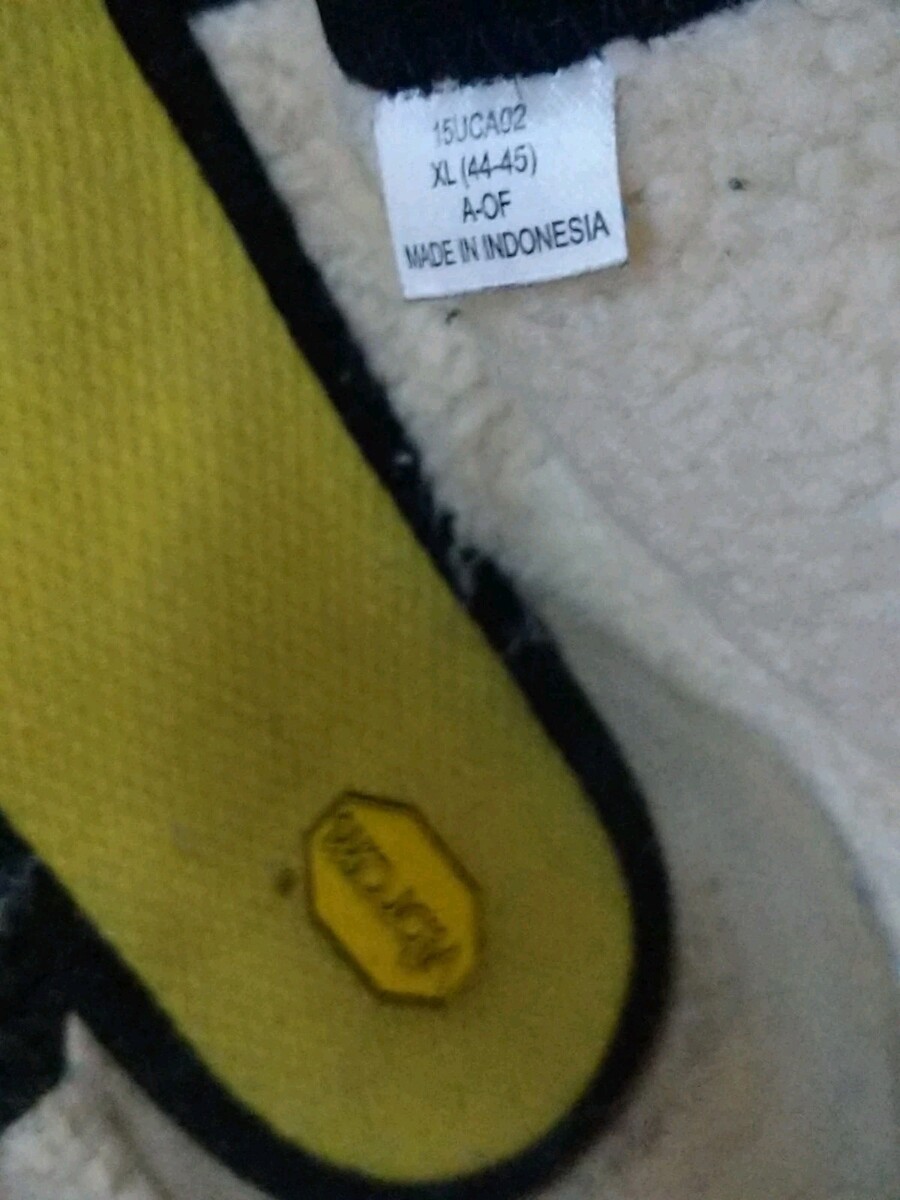 15UCA02
XL (44-45)
A-OF
MADE IN INDONESIA